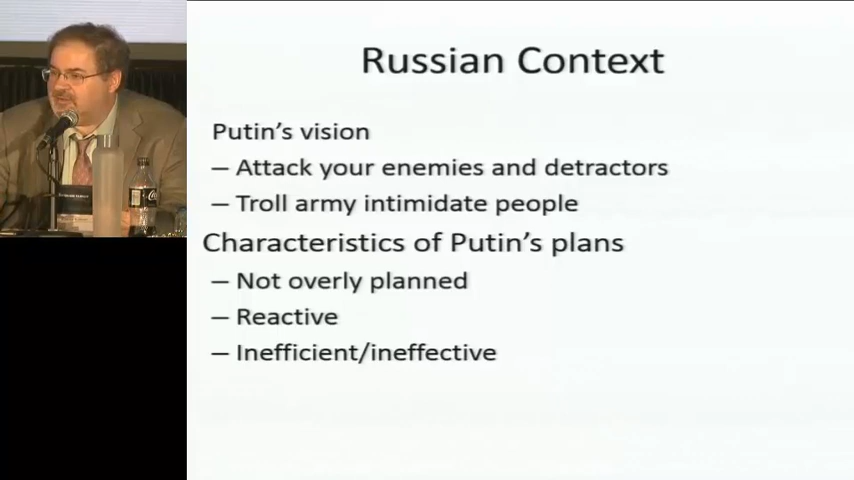 Russian Context
Putin's vision
– Attack your enemies and detractors
– Troll army intimidate people
Characteristics of Putin's plans
– Not overly planned
– Reactive
– Inefficient/ineffective